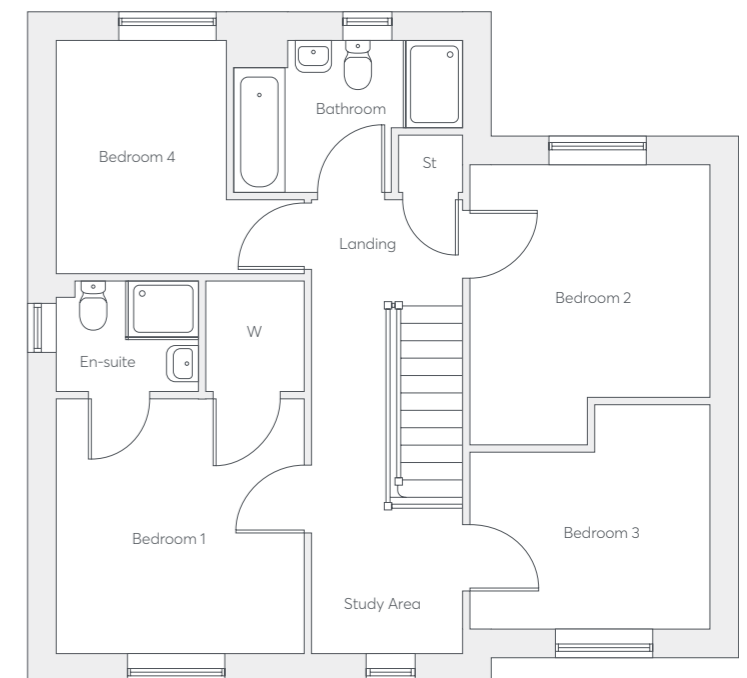 Bathroom
Bedroom 4
St
Landing
Bedroom 2
W
En-suite
Bedroom 1
Bedroom 3
Study Area